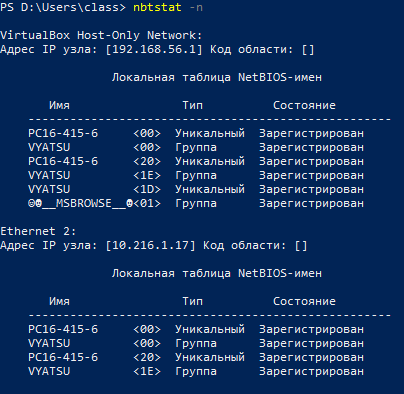 PS D:\Users\class> nbtstat -n
VirtualBox Host-Only Network:
Адрес IP узла: [192.168.56.1] Код области: []
Локальная таблица NetBIOS-имен
Имя Тип Состояние
---------------------------------------------------
PC16-415-6 <00> Уникальный Зарегистрирован
VYATSU <00> Группа Зарегистрирован
PC16-415-6 <20> Уникальный Зарегистрирован
VYATSU <1E> Группа Зарегистрирован
VYATSU <1D> Уникальный Зарегистрирован
☺☻__MSBROWSE__☻<01> Группа Зарегистрирован
Ethernet 2:
Адрес IP узла: [10.216.1.17] Код области: []
Локальная таблица NetBIOS-имен
Имя Тип Состояние
---------------------------------------------------
PC16-415-6 <00> Уникальный Зарегистрирован
VYATSU <00> Группа Зарегистрирован
PC16-415-6 <20> Уникальный Зарегистрирован
VYATSU <1E> Группа Зарегистрирован